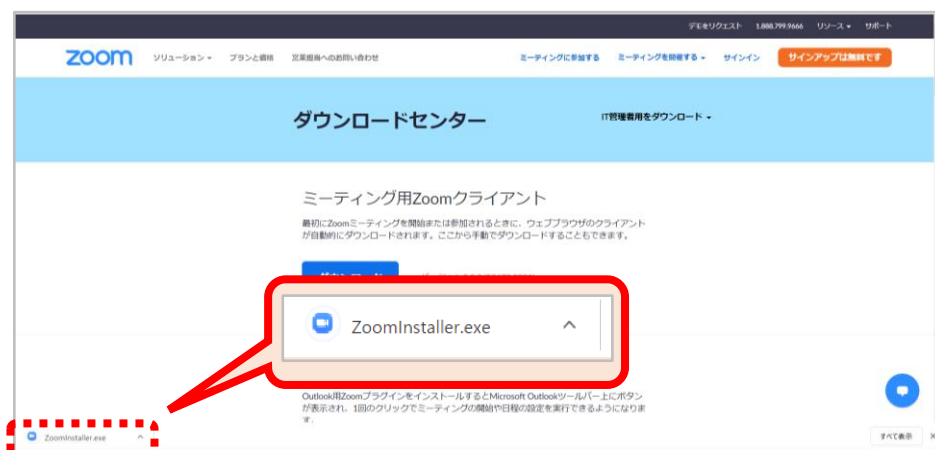 デモをリクエスト 1.888.799.9666 リソース サポート
zoom ソリューション プランと価格 営業担当へのお問い合わせ ミーティングに参加する ミーティングを開催する サインイン サインアップは無料です
ダウンロードセンター IT管理者用をダウンロード
ミーティング用Zoomクライアント
最初にZoomミーティングを開始または参加されるときに、ウェブブラウザのクライアント
が自動的にダウンロードされます。ここから手動でダウンロードすることもできます。
ZoomInstaller.exe
Outlook用ZoomプラグインをインストールするとMicrosoft Outlookツールバー上にボタン
が表示され、1回のクリックでミーティングの開始や日程の設定を実行できるようになりま
す.
ZoomInstaller.exe すべて表示